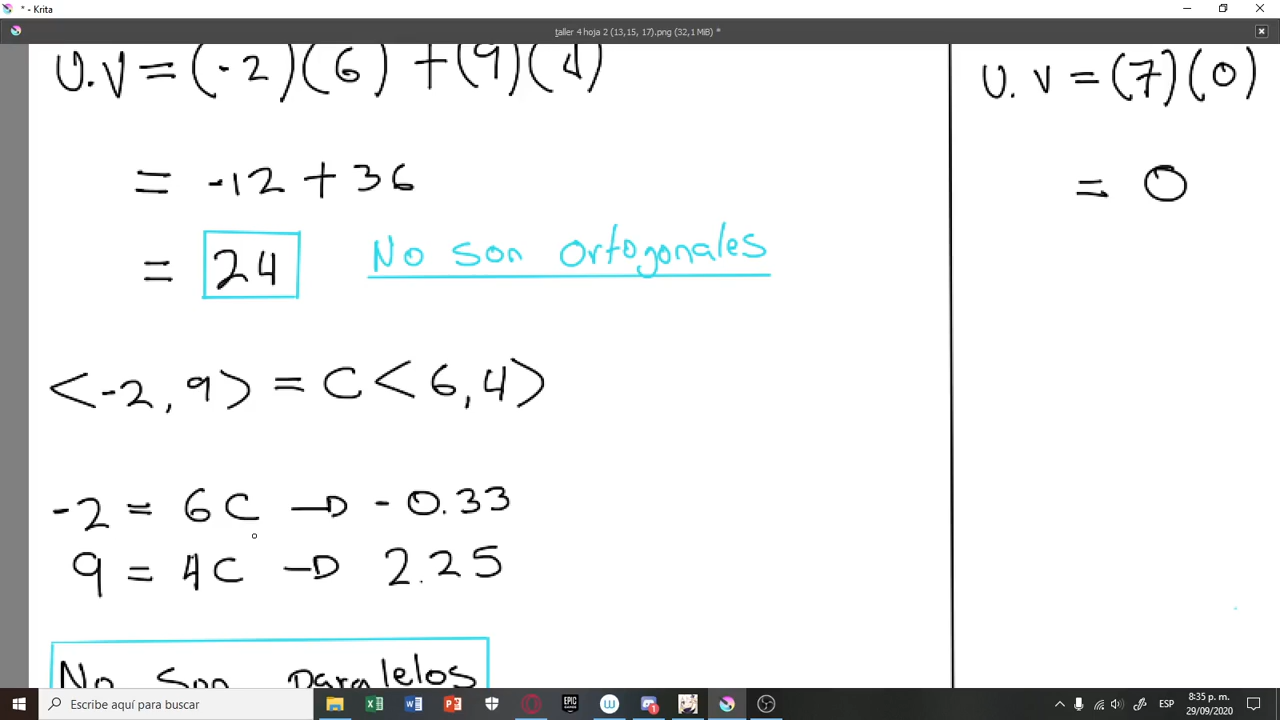 * - Krita
taller 4 hoja 2 (13,15, 17).png (32,1 MiB) *
U.V = (-2)(6) + (9)(4)
= -12 + 36
= 24 No son ortogonales
<-2, 9> = C <6, 4>
-2 = 6C → -0.33
9 = 4C → 2.25
No son paralelos
U. V = (7)(0)
= 0
Escribe aquí para buscar
ESP
8:35 p. m.
29/09/2020